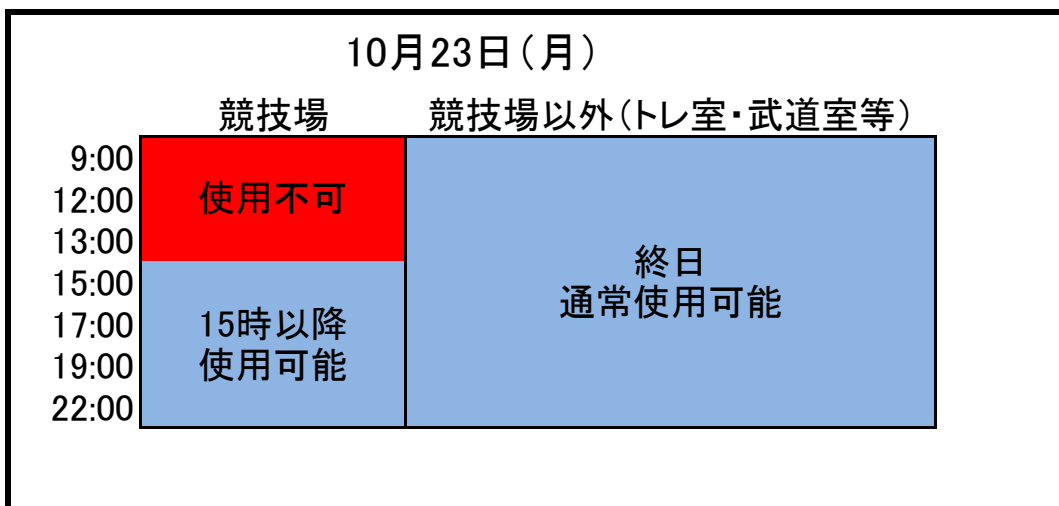 10月23日(月)
競技場
競技場以外(トレ室・武道室等)
9:00
12:00
13:00
15:00
17:00
19:00
22:00
使用不可
15時以降
使用可能
終日
通常使用可能